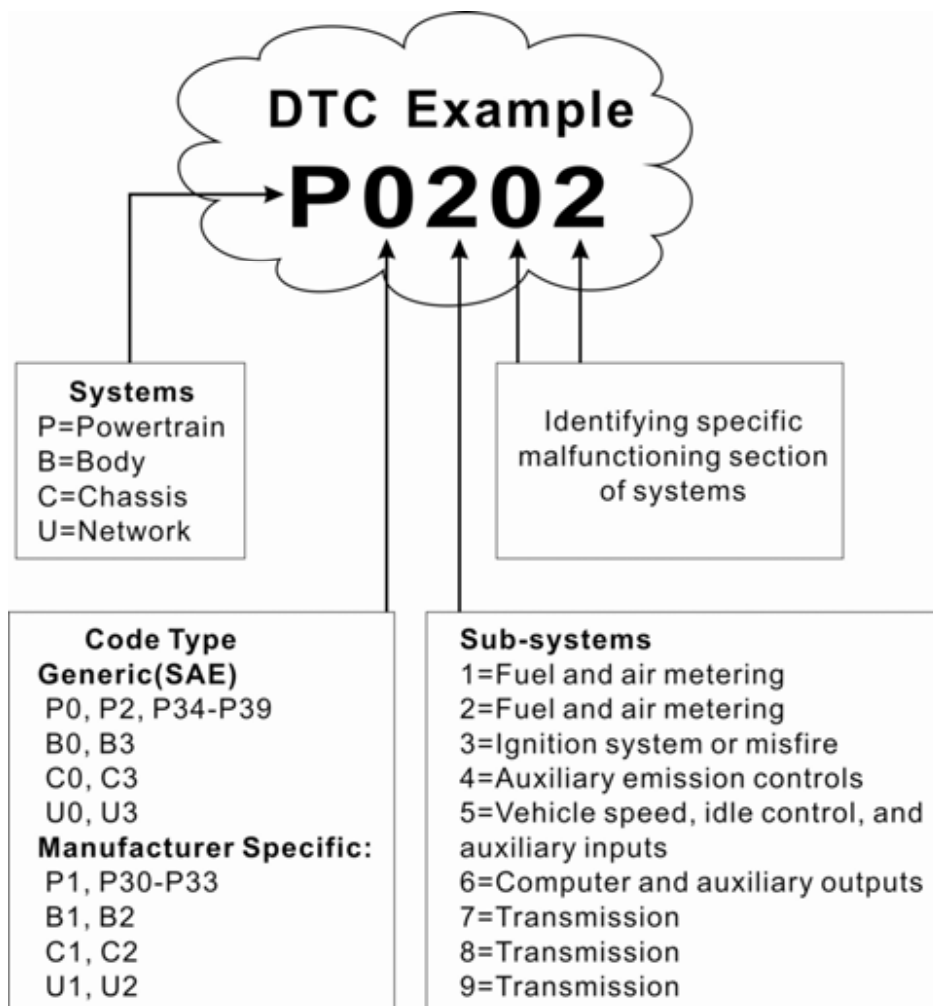 DTC Example
P0202
Systems
P=Powertrain
B=Body
C=Chassis
U=Network
Identifying specific
malfunctioning section
of systems
Code Type
Generic(SAE)
P0, P2, P34-P39
B0, B3
C0, C3
U0, U3
Manufacturer Specific:
P1, P30-P33
B1, B2
C1, C2
U1, U2
Sub-systems
1=Fuel and air metering
2=Fuel and air metering
3=Ignition system or misfire
4=Auxiliary emission controls
5=Vehicle speed, idle control, and
auxiliary inputs
6=Computer and auxiliary outputs
7=Transmission
8=Transmission
9=Transmission